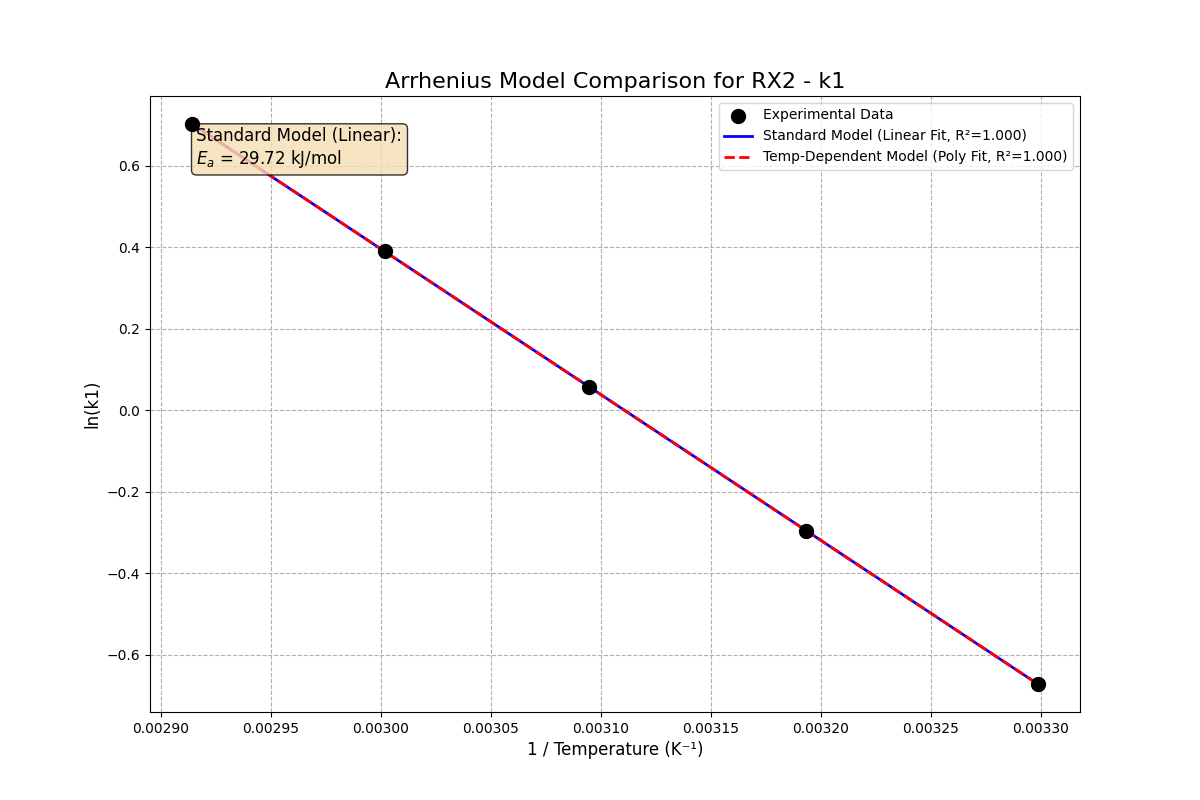 Arrhenius Model Comparison for RX2 - k1
Experimental Data
Standard Model (Linear Fit, R²=1.000)
Temp-Dependent Model (Poly Fit, R²=1.000)
Standard Model (Linear):
Eₐ = 29.72 kJ/mol
ln(k1)
0.6
0.4
0.2
0.0
−0.2
−0.4
−0.6
0.00290 0.00295 0.00300 0.00305 0.00310 0.00315 0.00320 0.00325 0.00330
1 / Temperature (K⁻¹)